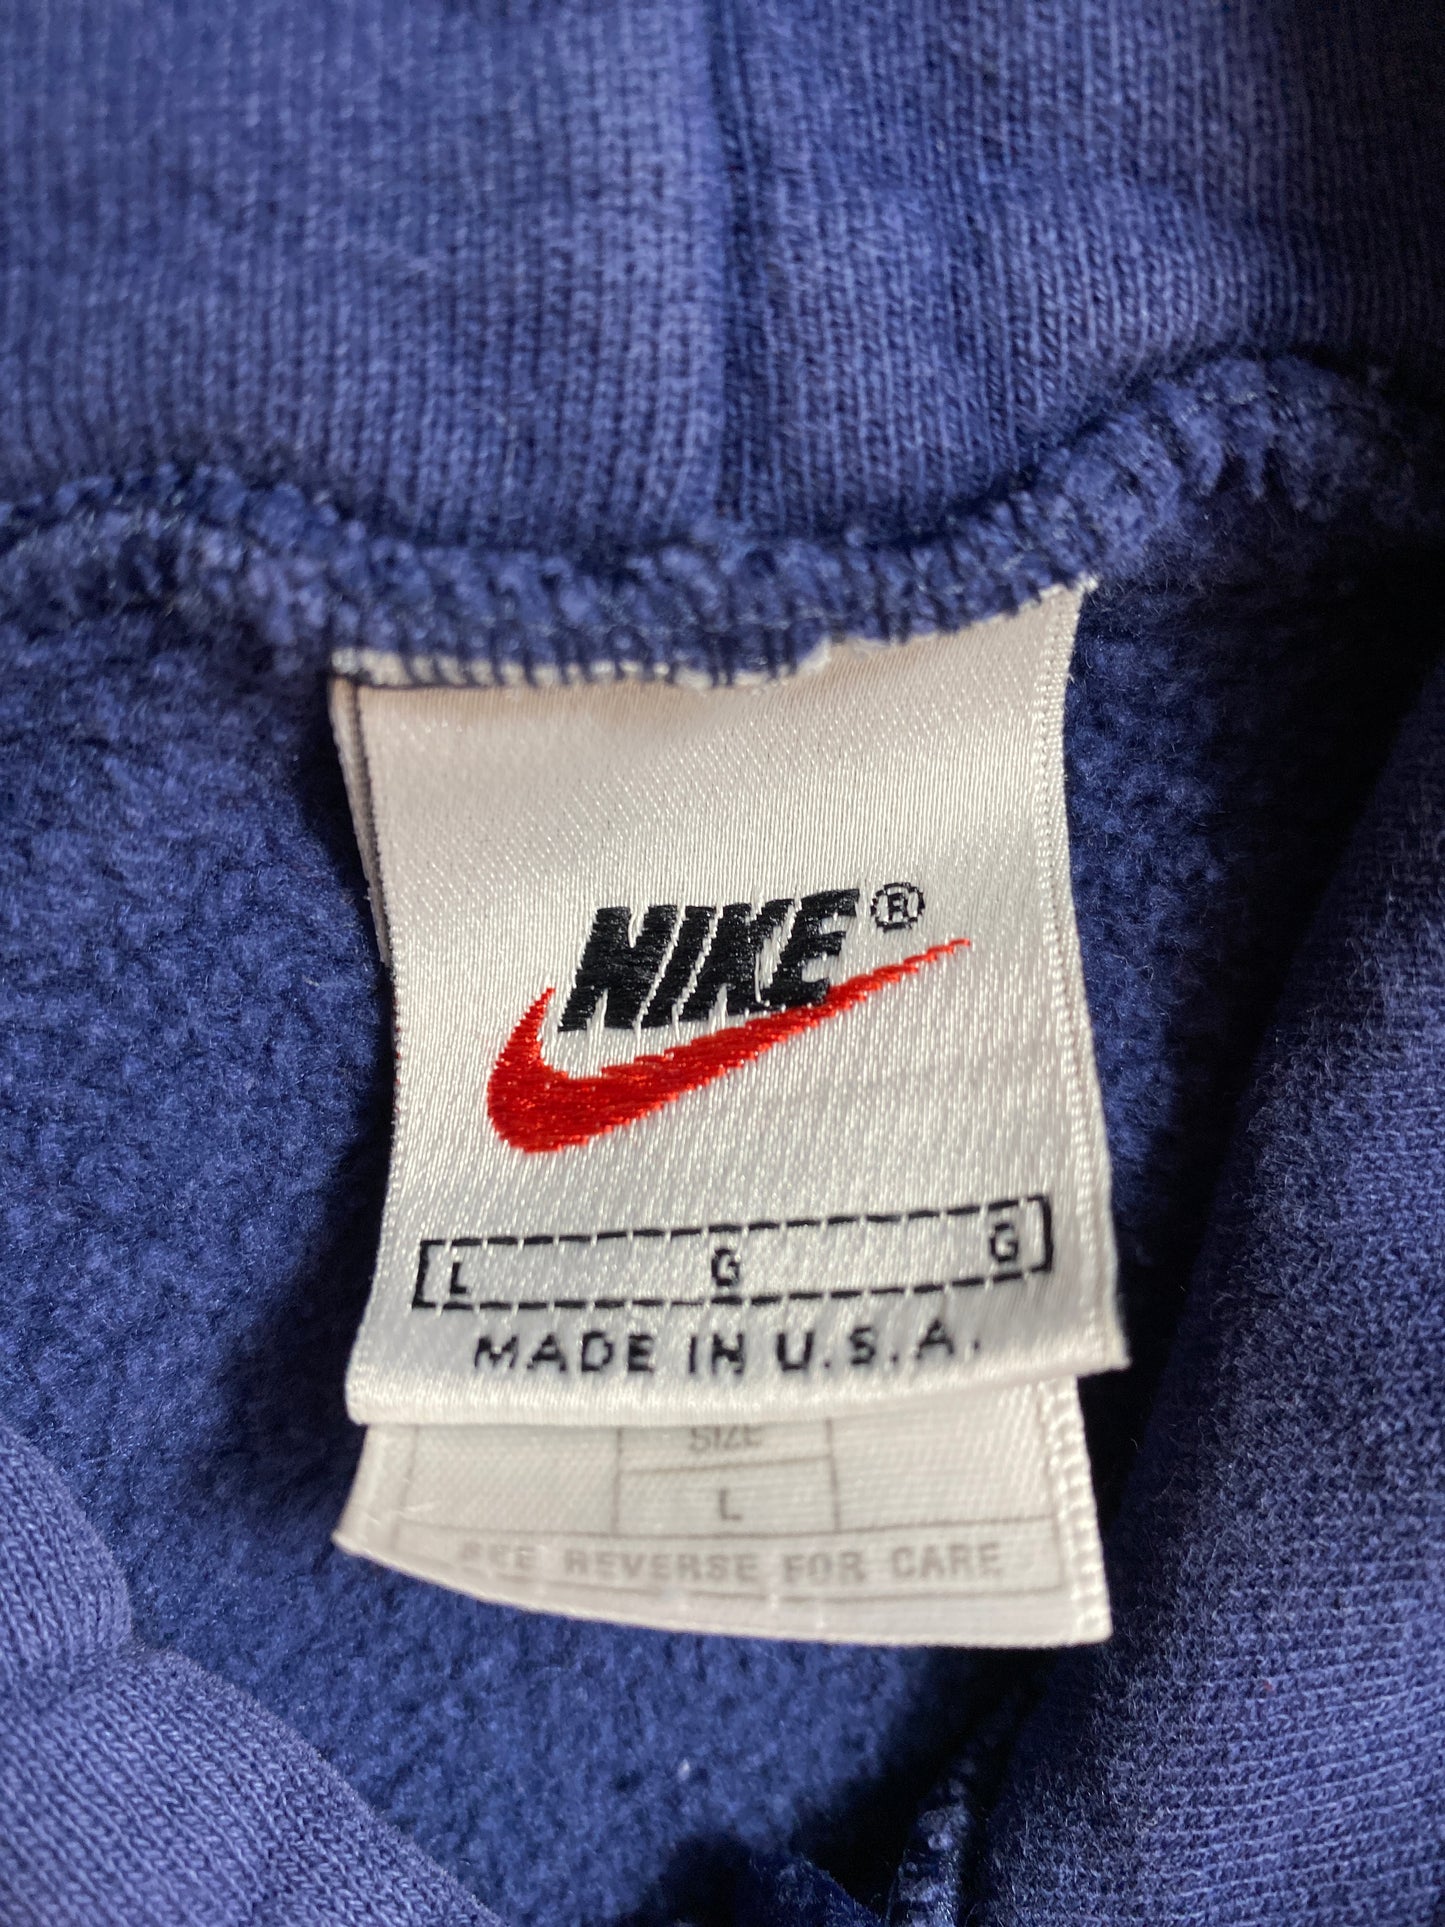 NIKE®
L G G
MADE IN U.S.A.
SIZE
L
SEE REVERSE FOR CARE